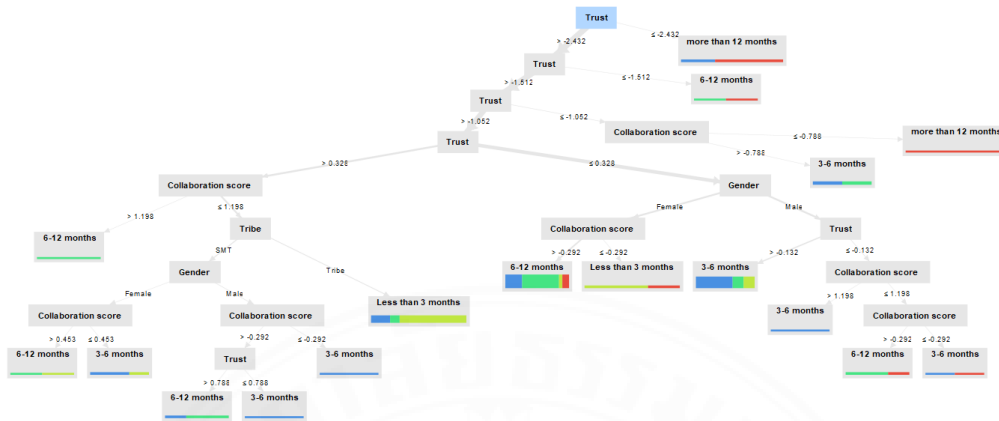 Trust
> -2.432
≤ -2.432
more than 12 months
Trust
> -1.512
≤ -1.512
6-12 months
Trust
> -1.052
≤ -1.052
Collaboration score
≤ -0.788
more than 12 months
> -0.788
3-6 months
Trust
> 0.328
≤ 0.328
Collaboration score
Gender
> 1.198
≤ 1.198
Female
Male
6-12 months
Tribe
Collaboration score
Trust
SMT
Tribe
> -0.292
≤ -0.292
> -0.132
≤ -0.132
Gender
6-12 months
Less than 3 months
3-6 months
Collaboration score
Female
Male
Less than 3 months
> 1.198
≤ 1.198
Collaboration score
Collaboration score
3-6 months
Collaboration score
> 0.453
≤ 0.453
> -0.292
≤ -0.292
> -0.292
≤ -0.292
6-12 months
3-6 months
Trust
3-6 months
6-12 months
3-6 months
> 0.788
≤ 0.788
6-12 months
3-6 months